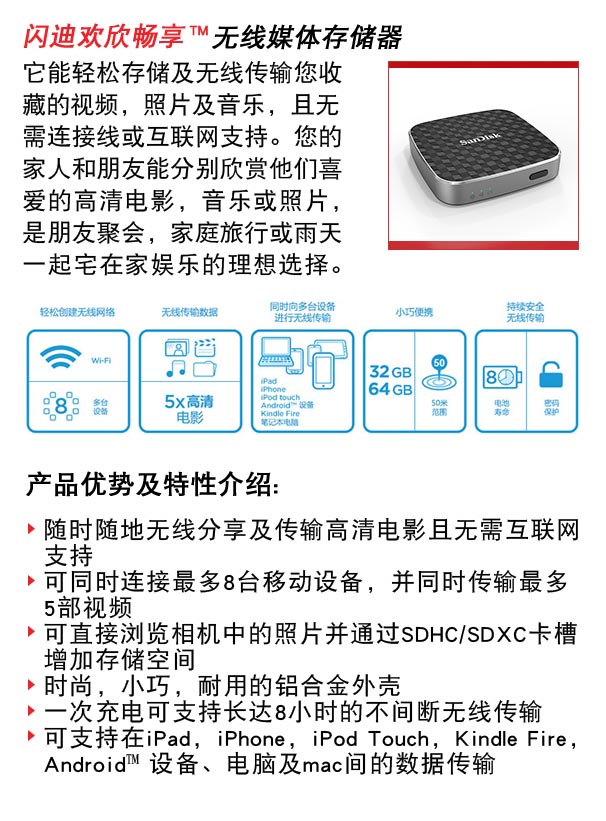 闪迪欢欣畅享™无线媒体存储器
它能轻松存储及无线传输您收
藏的视频，照片及音乐，且无
需连接线或互联网支持。您的
家人和朋友能分别欣赏他们喜
爱的高清电影，音乐或照片，
是朋友聚会，家庭旅行或雨天
一起宅在家娱乐的理想选择。
SanDisk
轻松创建无线网络
Wi-Fi
8
多台
设备
无线传输数据
5x高清
电影
同时向多台设备
进行无线传输
iPad
iPhone
iPod touch
Android™ 设备
Kindle Fire
笔记本电脑
小巧便携
32 GB
64 GB
50
50米
范围
持续安全
无线传输
8
电池
寿命
密码
保护
产品优势及特性介绍：
随时随地无线分享及传输高清电影且无需互联网
支持
可同时连接最多8台移动设备，并同时传输最多
5部视频
可直接浏览相机中的照片并通过SDHC/SDXC卡槽
增加存储空间
时尚，小巧，耐用的铝合金外壳
一次充电可支持长达8小时的不间断无线传输
可支持在iPad，iPhone，iPod Touch，Kindle Fire，
Android™ 设备、电脑及mac间的数据传输